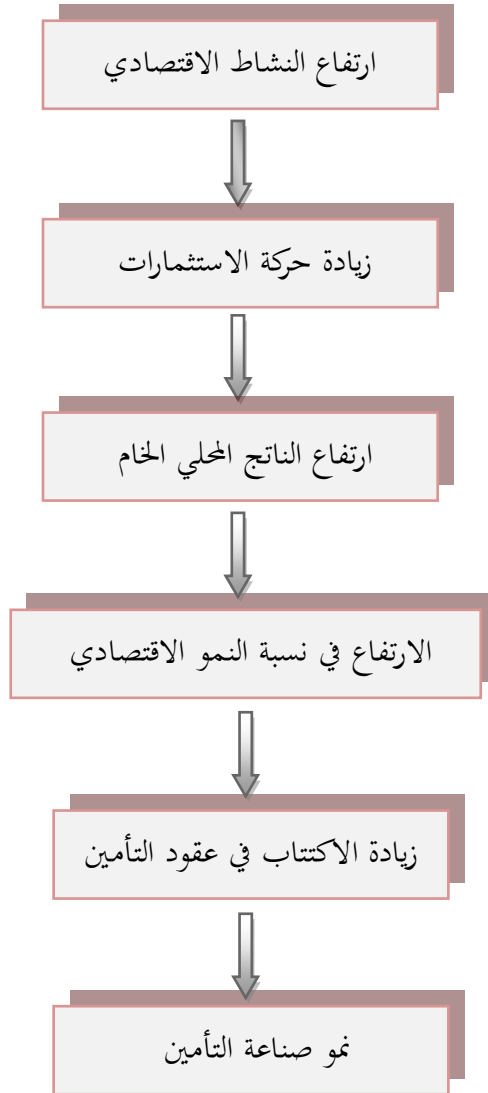 ارتفاع النشاط الاقتصادي
زيادة حركة الاستثمارات
ارتفاع الناتج المحلي الخام
الارتفاع في نسبة النمو الاقتصادي
زيادة الاكتتاب في عقود التأمين
نمو صناعة التأمين